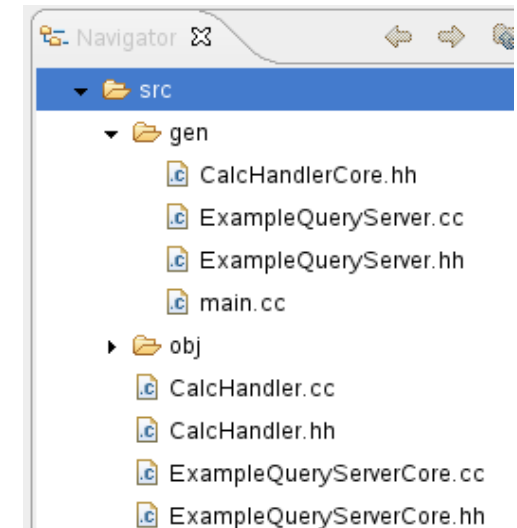 Navigator
src
gen
.c CalcHandlerCore.hh
.c ExampleQueryServer.cc
.c ExampleQueryServer.hh
.c main.cc
obj
.c CalcHandler.cc
.c CalcHandler.hh
.c ExampleQueryServerCore.cc
.c ExampleQueryServerCore.hh